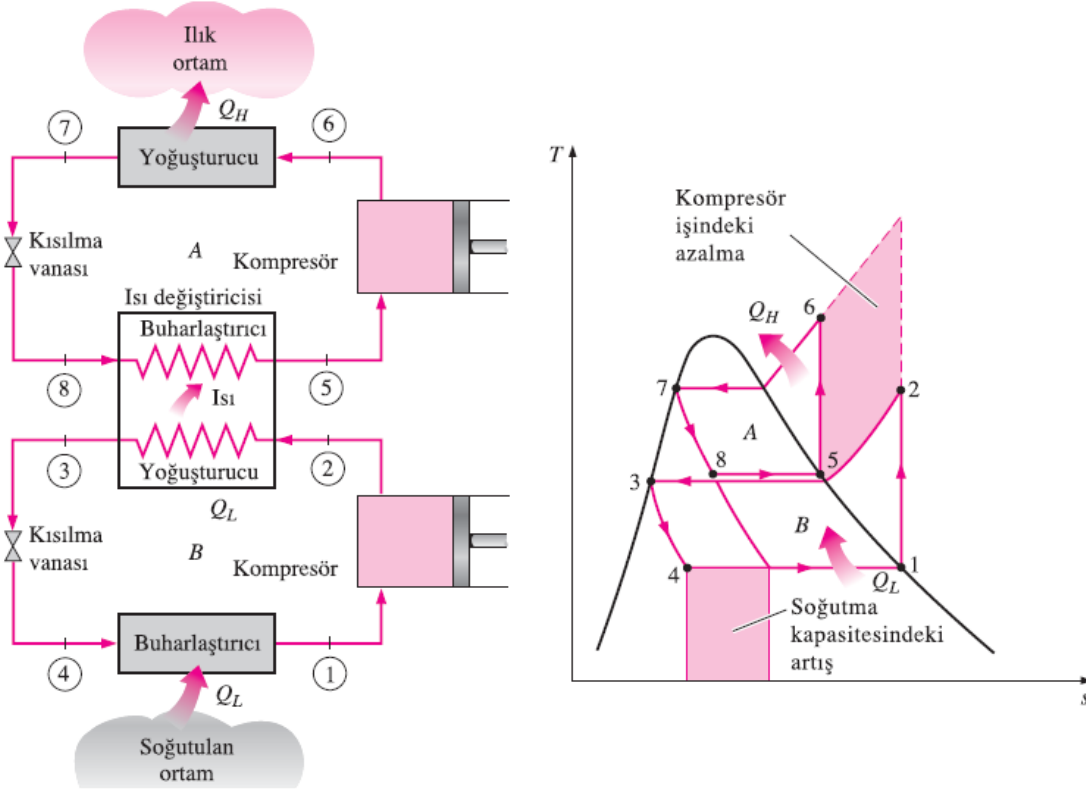 Ilık
ortam
Q_H
7
6
Yoğuşturucu
Kısılma
vanası
A
Kompresör
Isı değiştiricisi
Buharlaştırıcı
8
5
Isı
3
2
Yoğuşturucu
Q_L
Kısılma
vanası
B
Kompresör
Buharlaştırıcı
4
1
Q_L
Soğutulan
ortam
T
Kompresör
işindeki
azalma
6
Q_H
7
2
A
8
5
3
B
4
1
Q_L
Soğutma
kapasitesindeki
artış
s